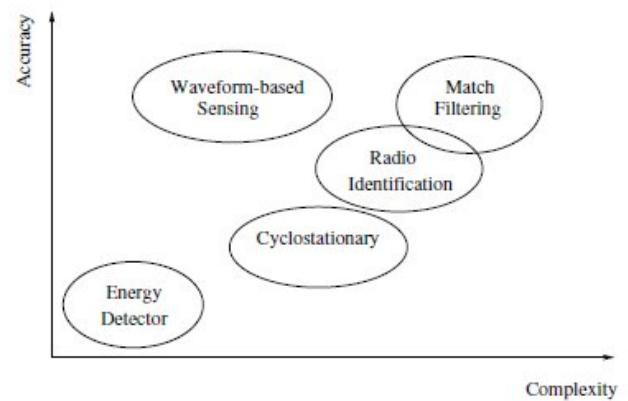 Accuracy
Waveform-based
Sensing
Match
Filtering
Radio
Identification
Cyclostationary
Energy
Detector
Complexity